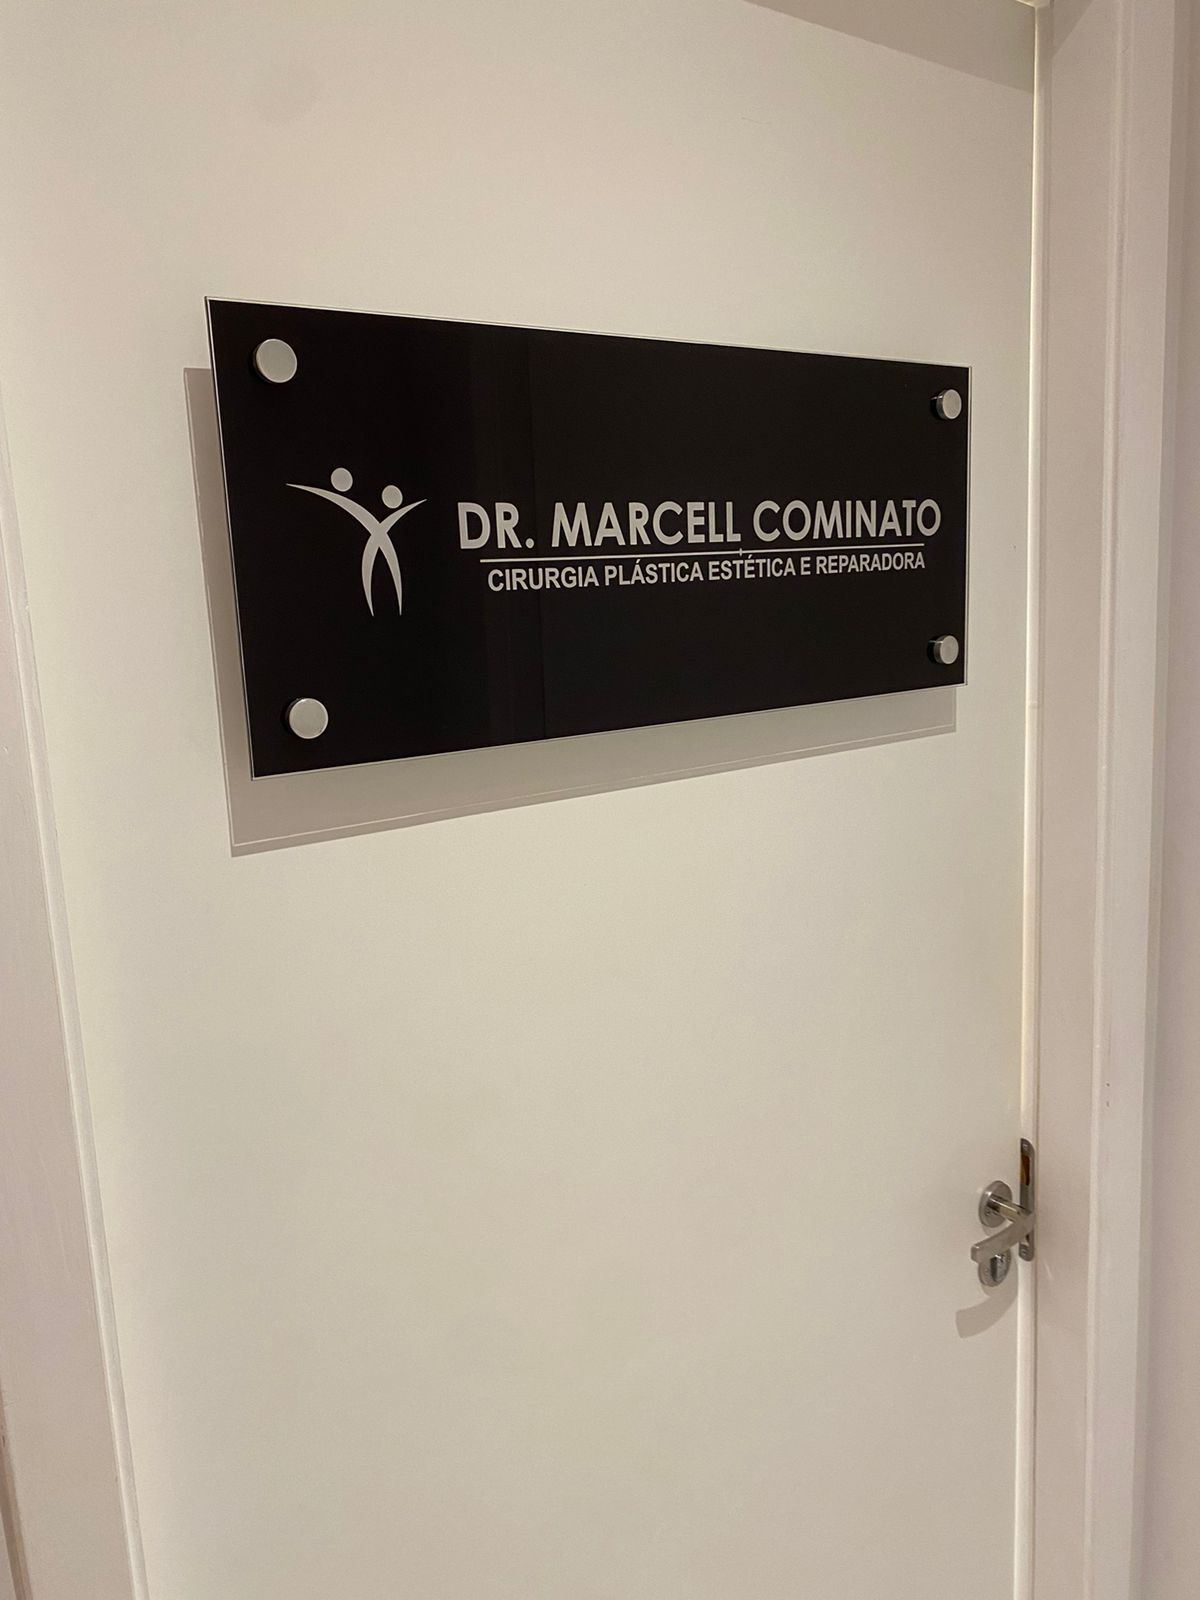 DR. MARCELL COMINATO
CIRURGIA PLÁSTICA ESTÉTICA E REPARADORA